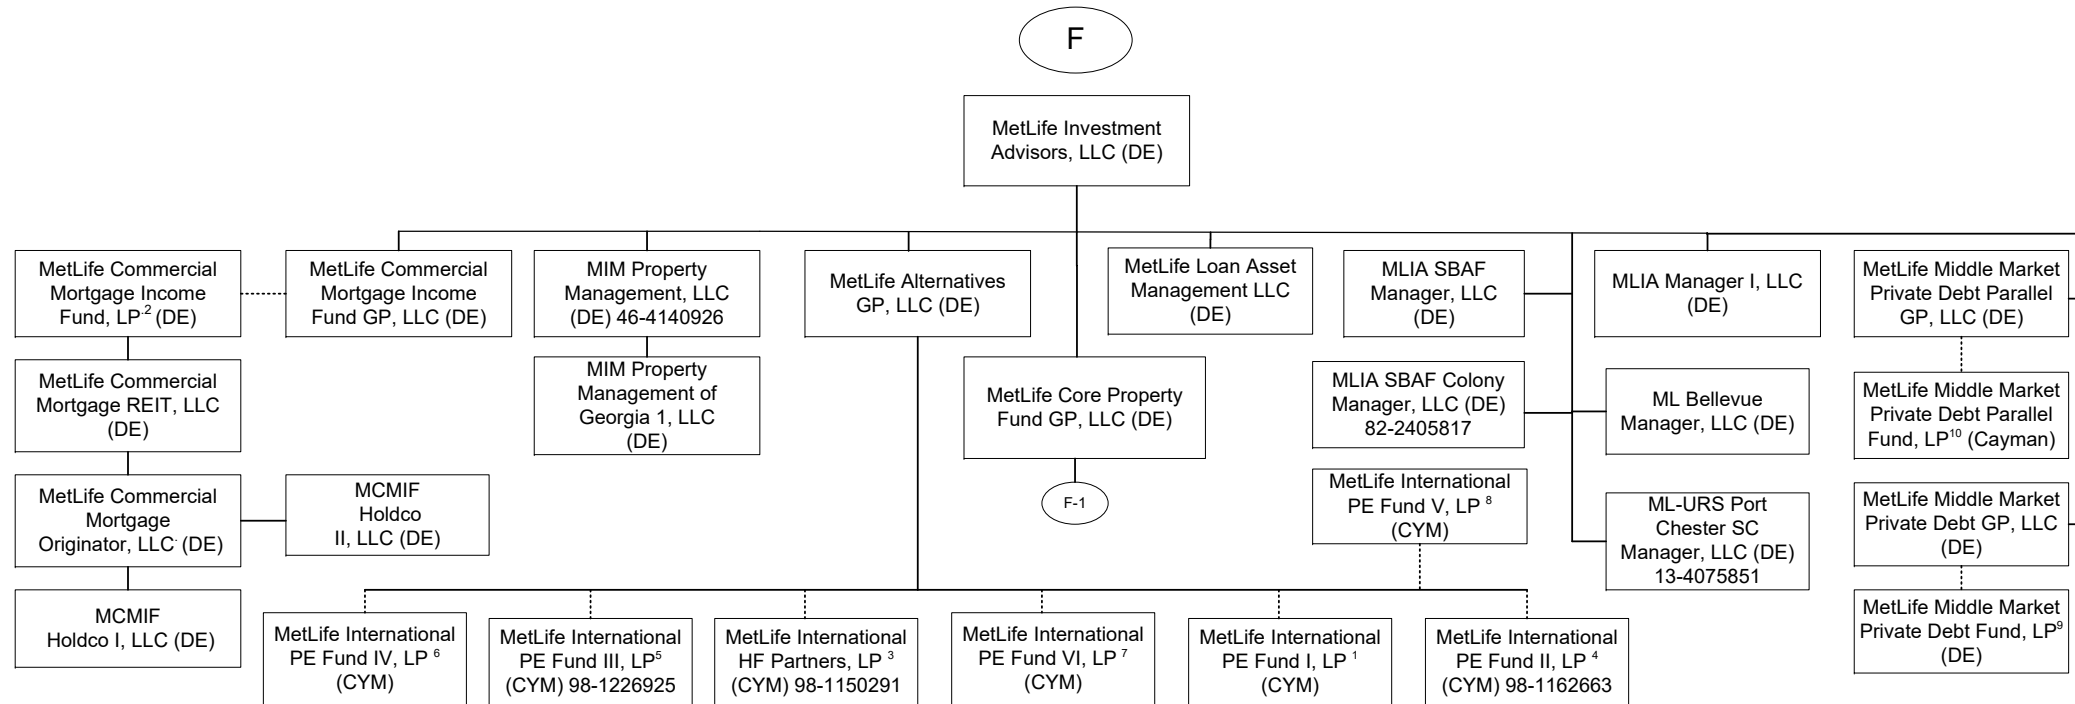 F
MetLife Investment
Advisors, LLC (DE)
MetLife Commercial
Mortgage Income
Fund, LP.2 (DE)
MetLife Commercial
Mortgage Income
Fund GP, LLC (DE)
MIM Property
Management, LLC
(DE) 46-4140926
MetLife Alternatives
GP, LLC (DE)
MetLife Loan Asset
Management LLC
(DE)
MLIA SBAF
Manager, LLC
(DE)
MLIA Manager I, LLC
(DE)
MetLife Middle Market
Private Debt Parallel
GP, LLC (DE)
MetLife Commercial
Mortgage REIT, LLC
(DE)
MIM Property
Management of
Georgia 1, LLC
(DE)
MetLife Core Property
Fund GP, LLC (DE)
MLIA SBAF Colony
Manager, LLC (DE)
82-2405817
ML Bellevue
Manager, LLC (DE)
MetLife Middle Market
Private Debt Parallel
Fund, LP10 (Cayman)
MetLife Commercial
Mortgage
Originator, LLC. (DE)
MCMIF
Holdco
II, LLC (DE)
F-1
MetLife International
PE Fund V, LP 8
(CYM)
ML-URS Port
Chester SC
Manager, LLC (DE)
13-4075851
MetLife Middle Market
Private Debt GP, LLC
(DE)
MCMIF
Holdco I, LLC (DE)
MetLife International
PE Fund IV, LP 6
(CYM)
MetLife International
PE Fund III, LP5
(CYM) 98-1226925
MetLife International
HF Partners, LP 3
(CYM) 98-1150291
MetLife International
PE Fund VI, LP 7
(CYM)
MetLife International
PE Fund I, LP 1
(CYM)
MetLife International
PE Fund II, LP 4
(CYM) 98-1162663
MetLife Middle Market
Private Debt Fund, LP9
(DE)